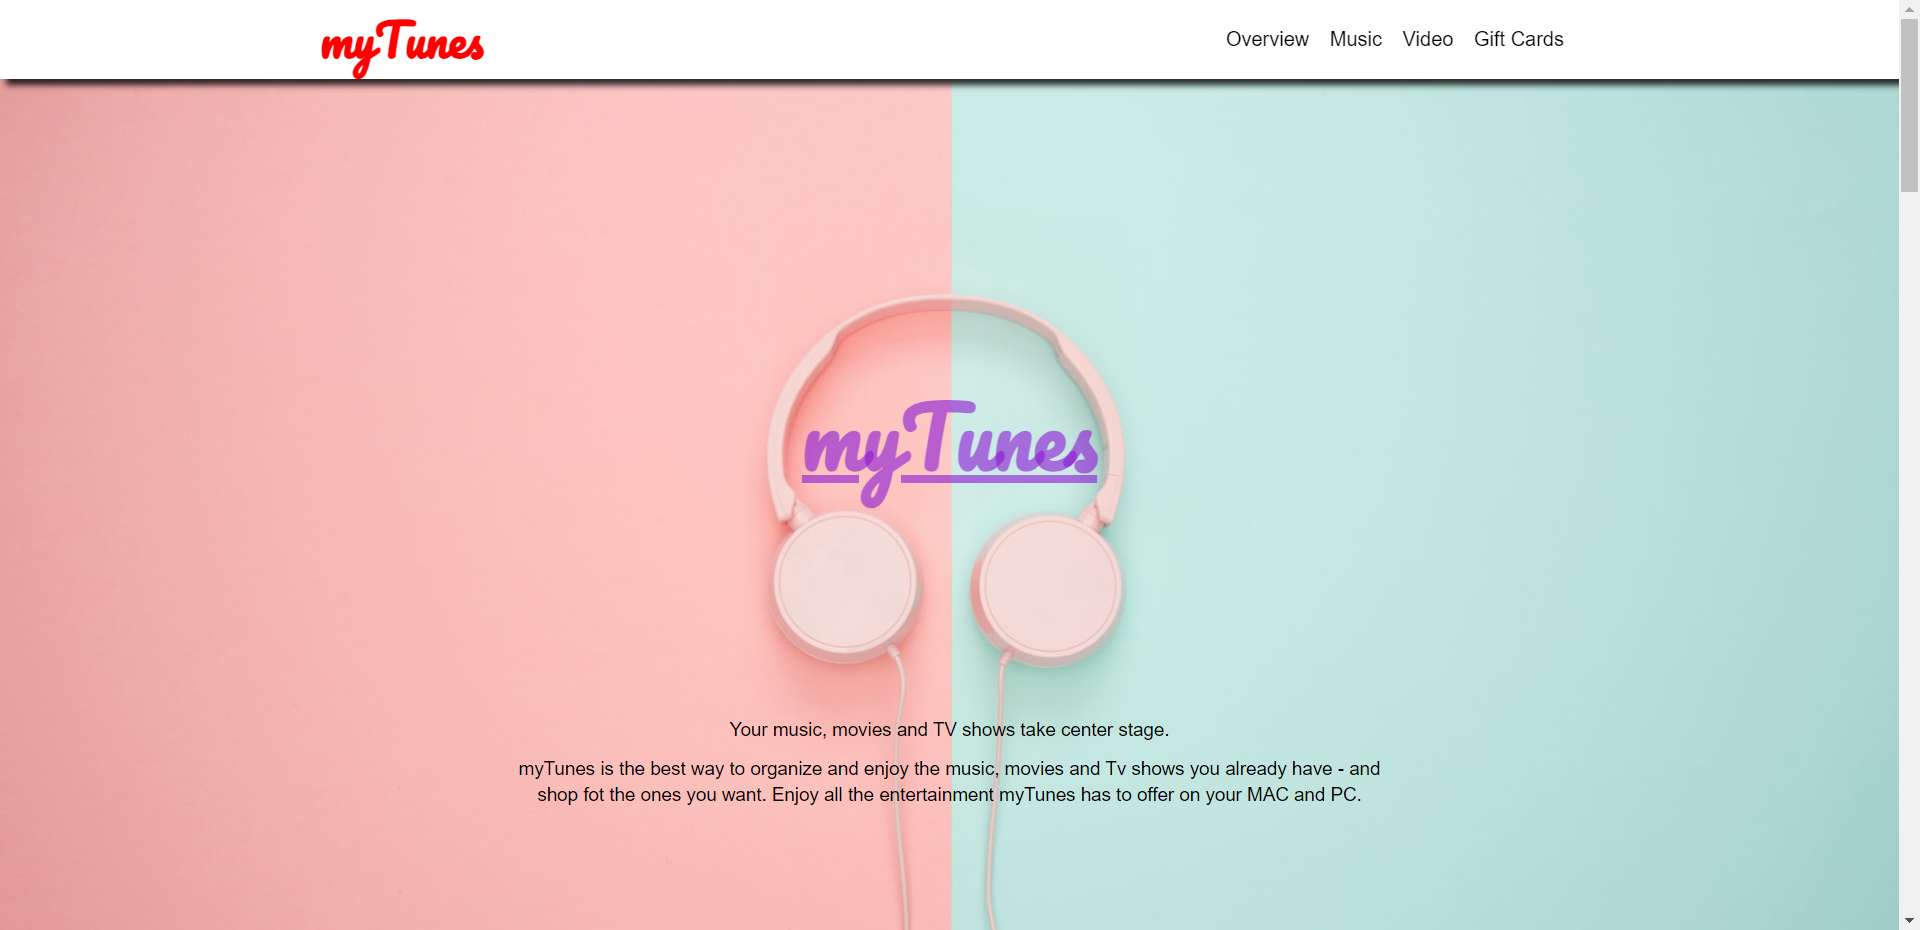 myTunes
Overview Music Video Gift Cards
myTunes
Your music, movies and TV shows take center stage.
myTunes is the best way to organize and enjoy the music, movies and Tv shows you already have - and
shop fot the ones you want. Enjoy all the entertainment myTunes has to offer on your MAC and PC.